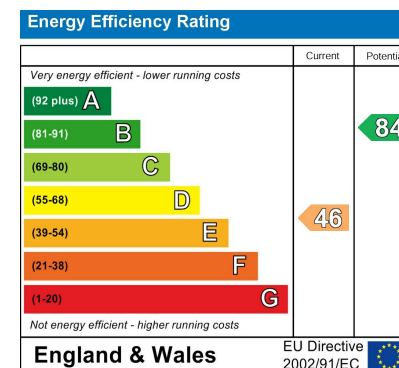 Energy Efficiency Rating
Current
Potentia
Very energy efficient - lower running costs
(92 plus) A
(81-91) B
84
(69-80) C
(55-68) D
(39-54) E
46
(21-38) F
(1-20) G
Not energy efficient - higher running costs
England & Wales
EU Directive
2002/91/EC